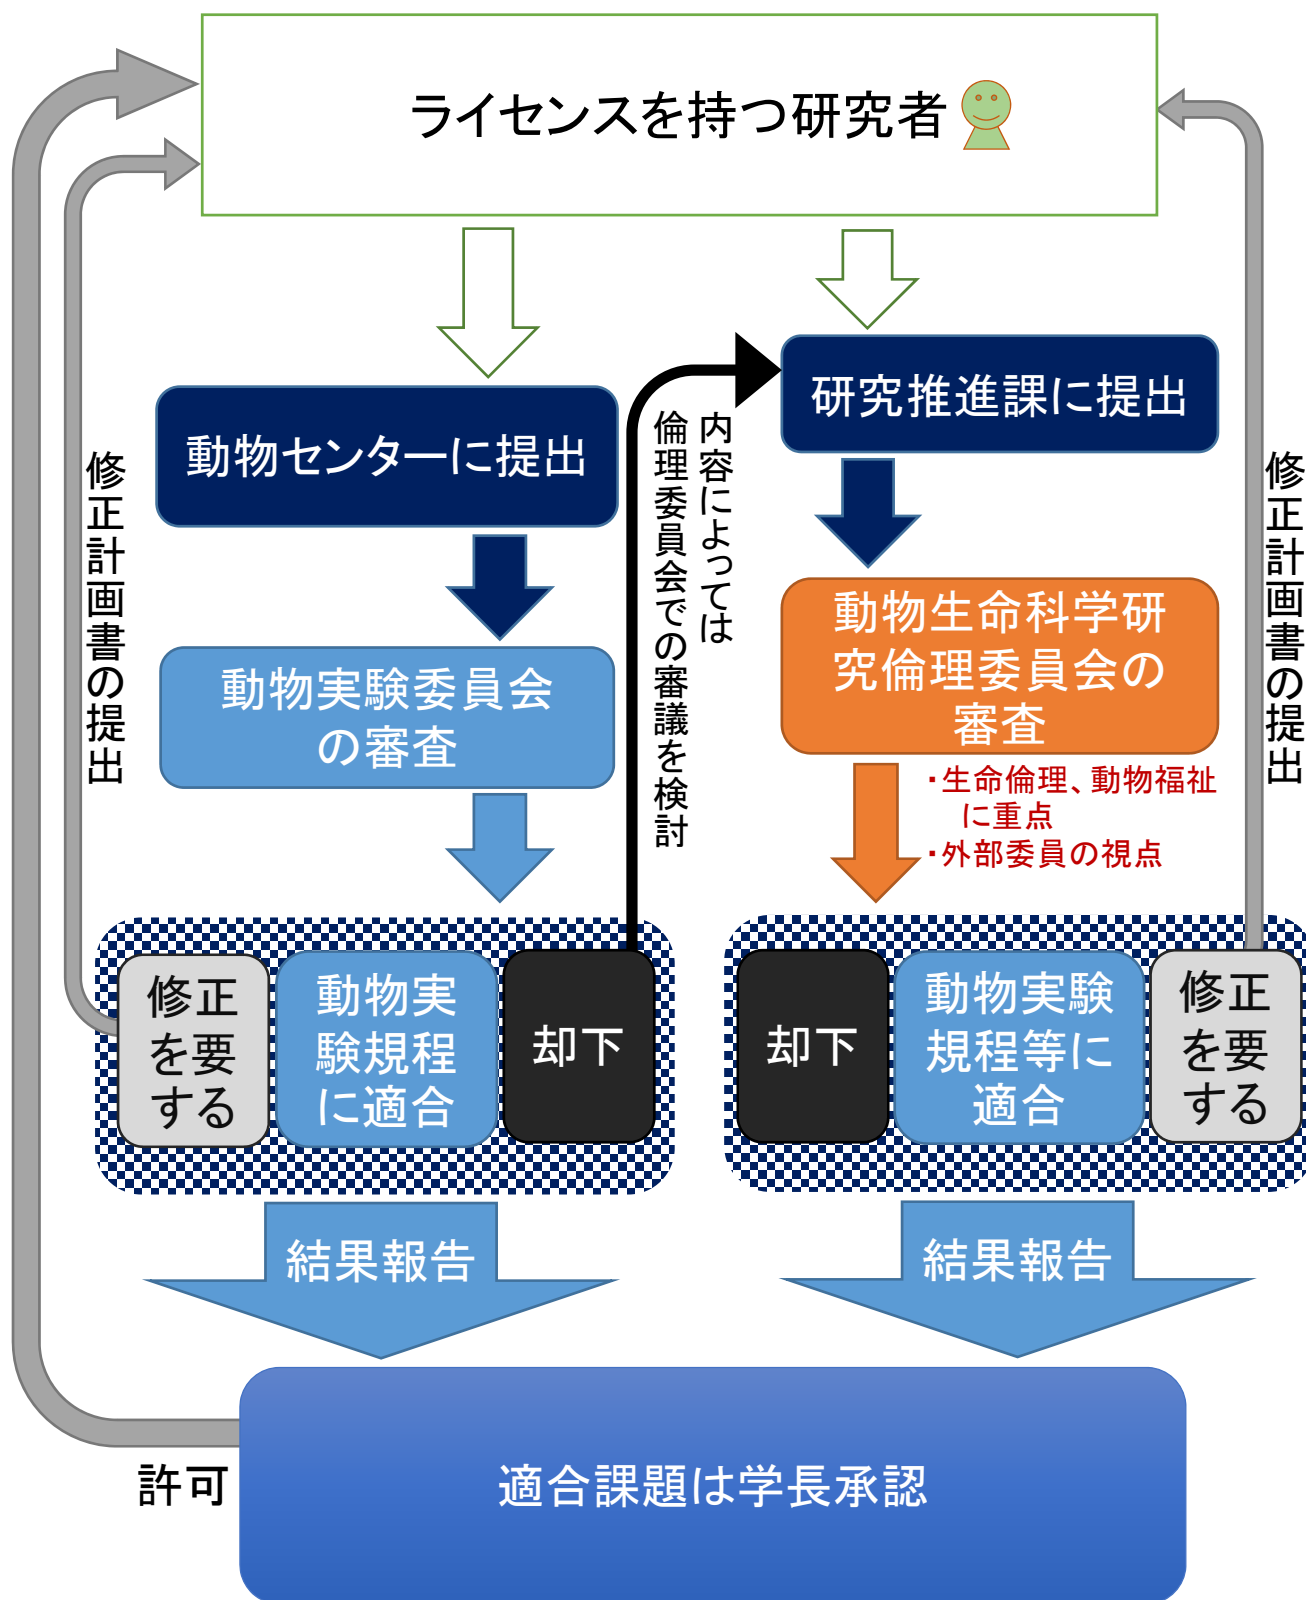 ライセンスを持つ研究者
動物センターに提出
動物実験委員会
の審査
修正計画書の提出
内容によっては
倫理委員会での審議を検討
研究推進課に提出
動物生命科学研
究倫理委員会の
審査
・生命倫理、動物福祉
に重点
・外部委員の視点
修正計画書の提出
修正
を要
する
動物実
験規程
に適合
却下
却下
動物実験
規程等に
適合
修正
を要
する
結果報告
結果報告
許可
適合課題は学長承認